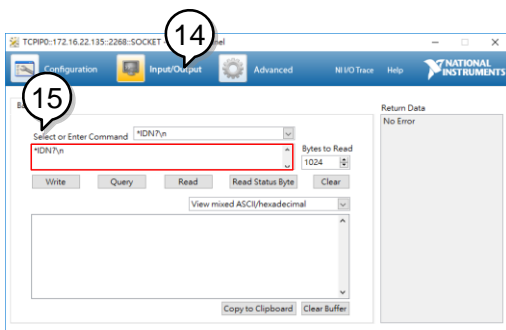 TCPIP0::172.16.22.135::2268::SOCKET
14
Configuration
Input/Output
Advanced
NI I/O Trace
Help
NATIONAL
INSTRUMENTS
15
Return Data
No Error
Select or Enter Command
*IDN?\n
*IDN?\n
Bytes to Read
1024
Write
Query
Read
Read Status Byte
Clear
View mixed ASCII/hexadecimal
Copy to Clipboard
Clear Buffer